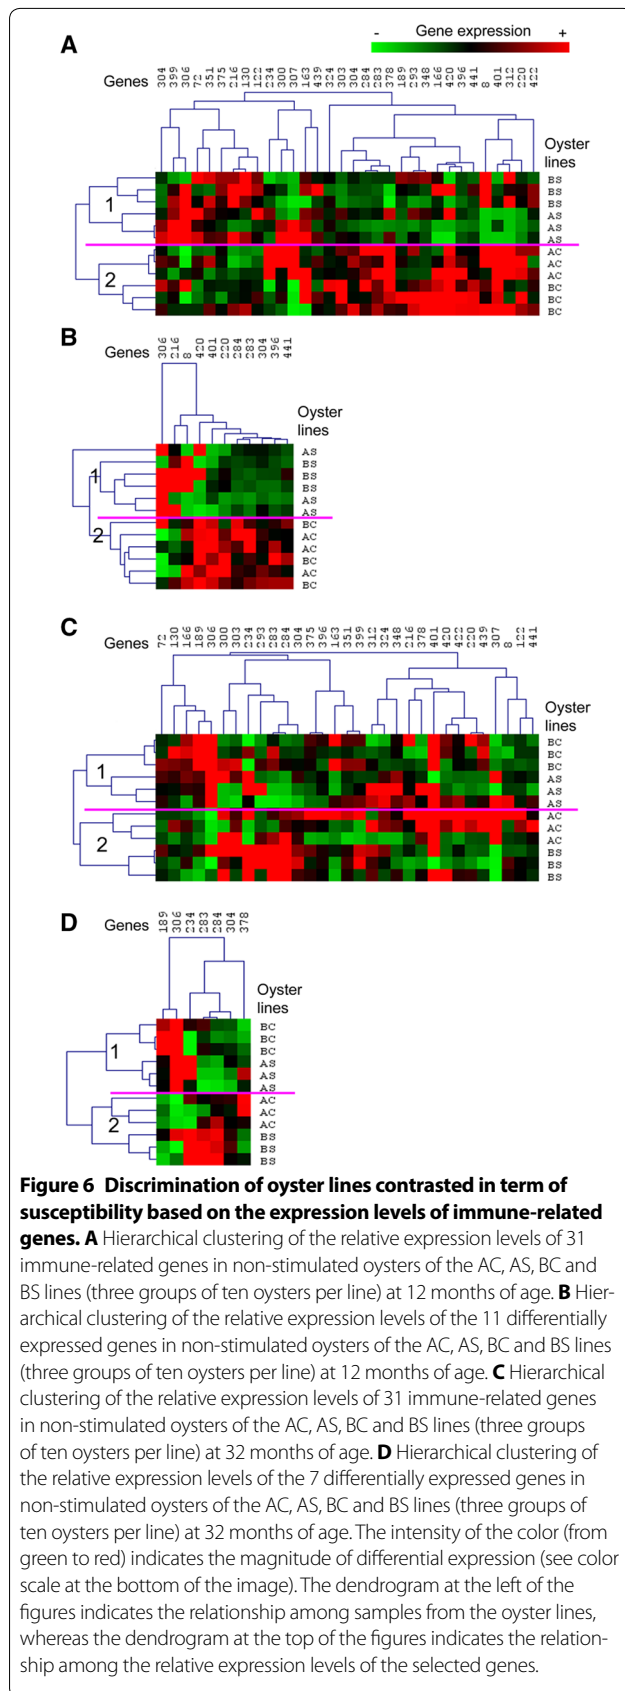 A
- Gene expression +
Genes 304 399 306 72 351 375 216 130 122 234 300 307 163 439 324 303 304 284 283 378 189 293 348 166 420 396 441 8 401 312 220 422
Oyster
lines
BS
BS
BS
1
AS
AS
AS
AC
AC
2
AC
BC
BC
BC
B
Genes 306 216 8 420 401 220 284 283 304 396 441
Oyster
lines
AS
BS
1
BS
BS
AS
AS
BC
2
AC
AC
BC
AC
BC
C
Genes 72 130 166 189 306 300 303 234 293 283 284 304 375 396 163 351 399 312 324 348 216 378 401 420 422 220 439 307 8 122 441
Oyster
lines
BC
BC
BC
1
AS
AS
AS
AC
AC
2
AC
BS
BS
BS
D
Genes 189 306 234 283 284 304 378
Oyster
lines
BC
BC
1
BC
AS
AS
AS
AC
AC
2
AC
BS
BS
BS
Figure 6 Discrimination of oyster lines contrasted in term of
susceptibility based on the expression levels of immune-related
genes. A Hierarchical clustering of the relative expression levels of 31
immune-related genes in non-stimulated oysters of the AC, AS, BC and
BS lines (three groups of ten oysters per line) at 12 months of age. B Hier-
archical clustering of the relative expression levels of the 11 differentially
expressed genes in non-stimulated oysters of the AC, AS, BC and BS lines
(three groups of ten oysters per line) at 12 months of age. C Hierarchical
clustering of the relative expression levels of 31 immune-related genes
in non-stimulated oysters of the AC, AS, BC and BS lines (three groups
of ten oysters per line) at 32 months of age. D Hierarchical clustering of
the relative expression levels of the 7 differentially expressed genes in
non-stimulated oysters of the AC, AS, BC and BS lines (three groups of
ten oysters per line) at 32 months of age. The intensity of the color (from
green to red) indicates the magnitude of differential expression (see color
scale at the bottom of the image). The dendrogram at the left of the
figures indicates the relationship among samples from the oyster lines,
whereas the dendrogram at the top of the figures indicates the relation-
ship among the relative expression levels of the selected genes.